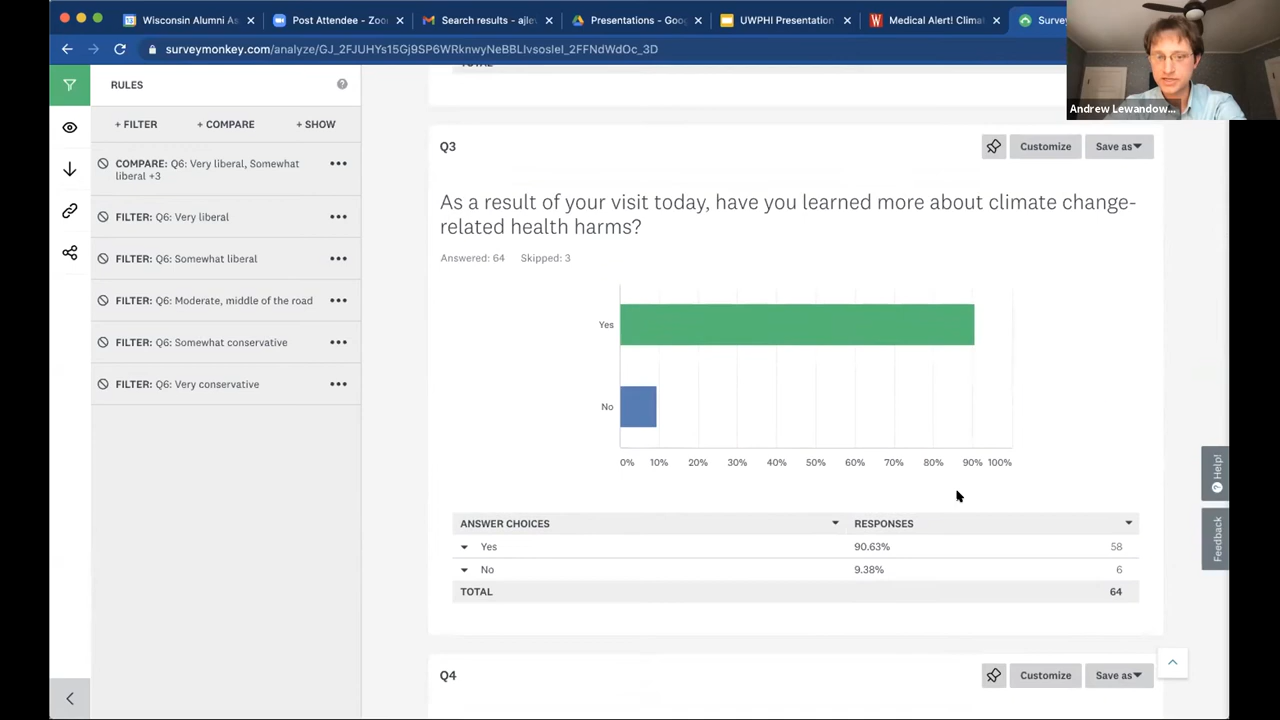 Wisconsin Alumni As
Post Attendee - Zoo
Search results - ajle
Presentations - Goo
UWPHI Presentation
Medical Alert! Clima
Surve
surveymonkey.com/analyze/GJ_2FJUHYs15Gj9SP6WRknwyNeBBLIvsosIeI_2FFNdWdOc_3D
Andrew Lewandow...
RULES
+ FILTER
+ COMPARE
+ SHOW
COMPARE: Q6: Very liberal, Somewhat
liberal +3
FILTER: Q6: Very liberal
FILTER: Q6: Somewhat liberal
FILTER: Q6: Moderate, middle of the road
FILTER: Q6: Somewhat conservative
FILTER: Q6: Very conservative
TOTAL
Q3
Customize
Save as
As a result of your visit today, have you learned more about climate change-
related health harms?
Answered: 64 Skipped: 3
Yes
No
0% 10% 20% 30% 40% 50% 60% 70% 80% 90% 100%
ANSWER CHOICES RESPONSES
Yes 90.63% 58
No 9.38% 6
TOTAL 64
Help!
Feedback
Q4
Customize
Save as